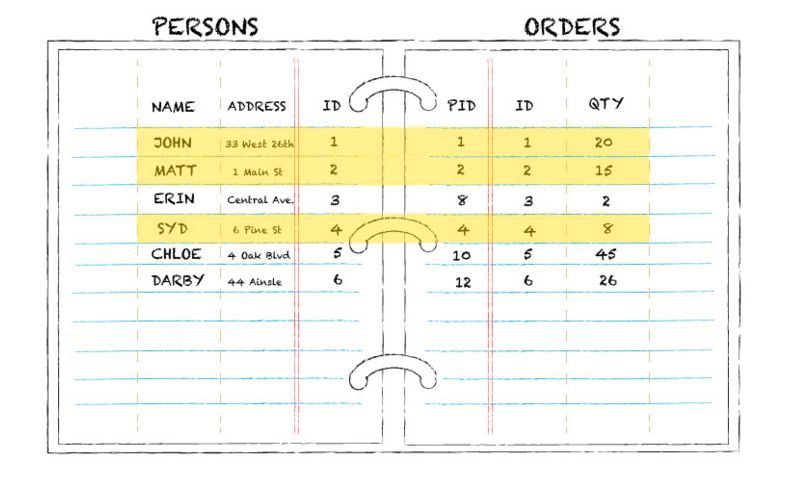 PERSONS ORDERS
NAME ADDRESS ID PID ID QTY
JOHN 33 West 26th 1 1 1 20
MATT 1 Main St 2 2 2 15
ERIN Central Ave. 3 8 3 2
SYD 6 Pine St 4 4 4 8
CHLOE 4 Oak Blvd 5 10 5 45
DARBY 44 Ainsle 6 12 6 26